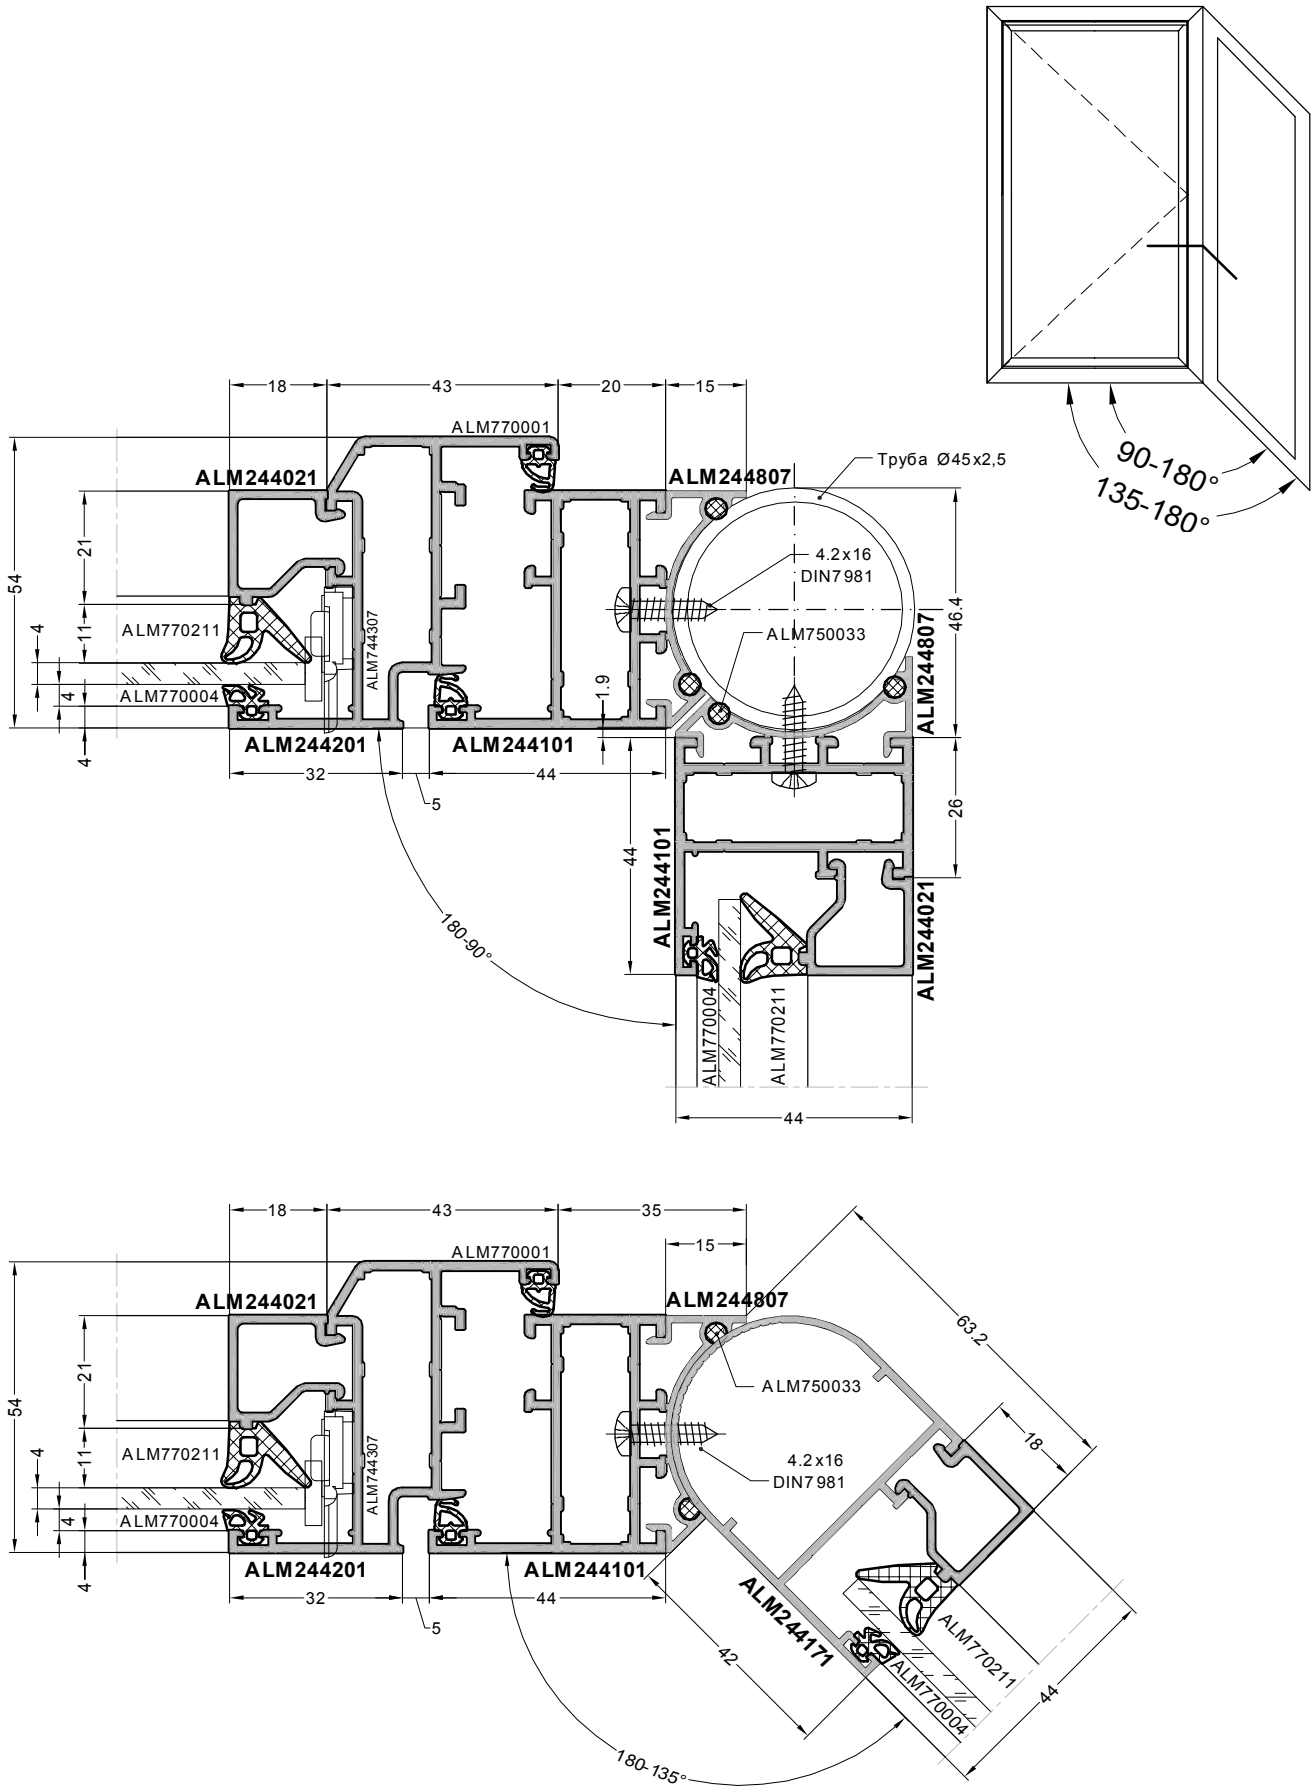 90-180°
135-180°
18
43
20
15
ALM770001
ALM244021
ALM244807
Труба Ø45x2,5
54
21
11
4
4
4
ALM770211
ALM770004
ALM744307
4.2x16
DIN7981
ALM750033
46.4
ALM244807
1.9
ALM244201
ALM244101
32
5
44
180-90°
44
26
ALM244101
ALM244021
ALM770004
ALM770211
44
18
43
35
15
ALM770001
ALM244021
ALM244807
63.2
18
54
21
11
4
4
4
ALM770211
ALM770004
ALM744307
ALM750033
4.2x16
DIN7981
ALM244201
ALM244101
32
5
44
ALM244171
42
ALM770211
ALM770004
44
180-135°